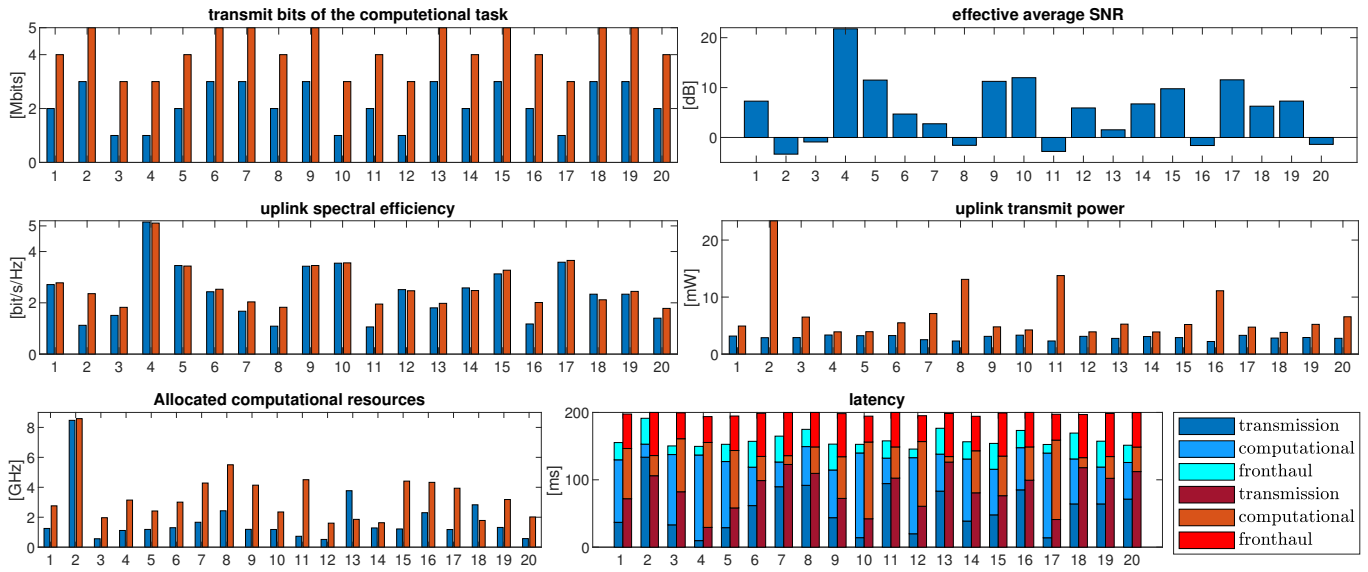 transmit bits of the computational task
[Mbits]
5
4
2
0
1 2 3 4 5 6 7 8 9 10 11 12 13 14 15 16 17 18 19 20
effective average SNR
[dB]
20
10
0
1 2 3 4 5 6 7 8 9 10 11 12 13 14 15 16 17 18 19 20
uplink spectral efficiency
[bit/s/Hz]
5
4
2
0
1 2 3 4 5 6 7 8 9 10 11 12 13 14 15 16 17 18 19 20
uplink transmit power
[mW]
20
10
0
1 2 3 4 5 6 7 8 9 10 11 12 13 14 15 16 17 18 19 20
Allocated computational resources
[GHz]
8
6
4
2
0
1 2 3 4 5 6 7 8 9 10 11 12 13 14 15 16 17 18 19 20
latency
[ms]
200
100
0
1 2 3 4 5 6 7 8 9 10 11 12 13 14 15 16 17 18 19 20
transmission
computational
fronthaul
transmission
computational
fronthaul